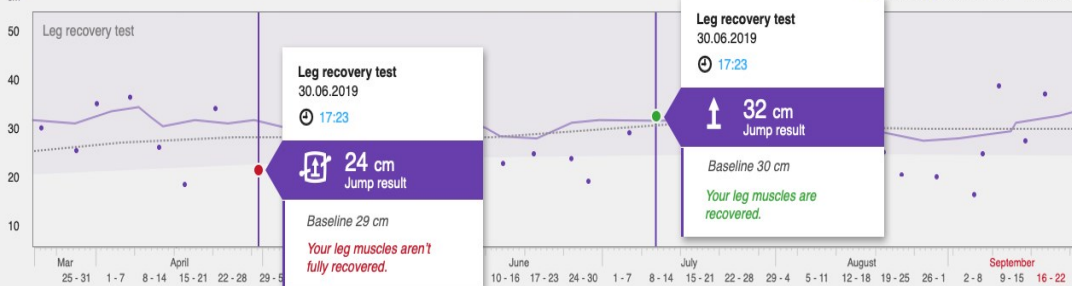 Leg recovery test
50
40
30
20
10
Leg recovery test
30.06.2019
17:23
24 cm
Jump result
Baseline 29 cm
Your leg muscles aren't
fully recovered.
Leg recovery test
30.06.2019
17:23
32 cm
Jump result
Baseline 30 cm
Your leg muscles are
recovered.
Mar April June July August September
25 - 31 1 - 7 8 - 14 15 - 21 22 - 28 29 - 5 10 - 16 17 - 23 24 - 30 1 - 7 8 - 14 15 - 21 22 - 28 29 - 4 5 - 11 12 - 18 19 - 25 26 - 1 2 - 8 9 - 15 16 - 22